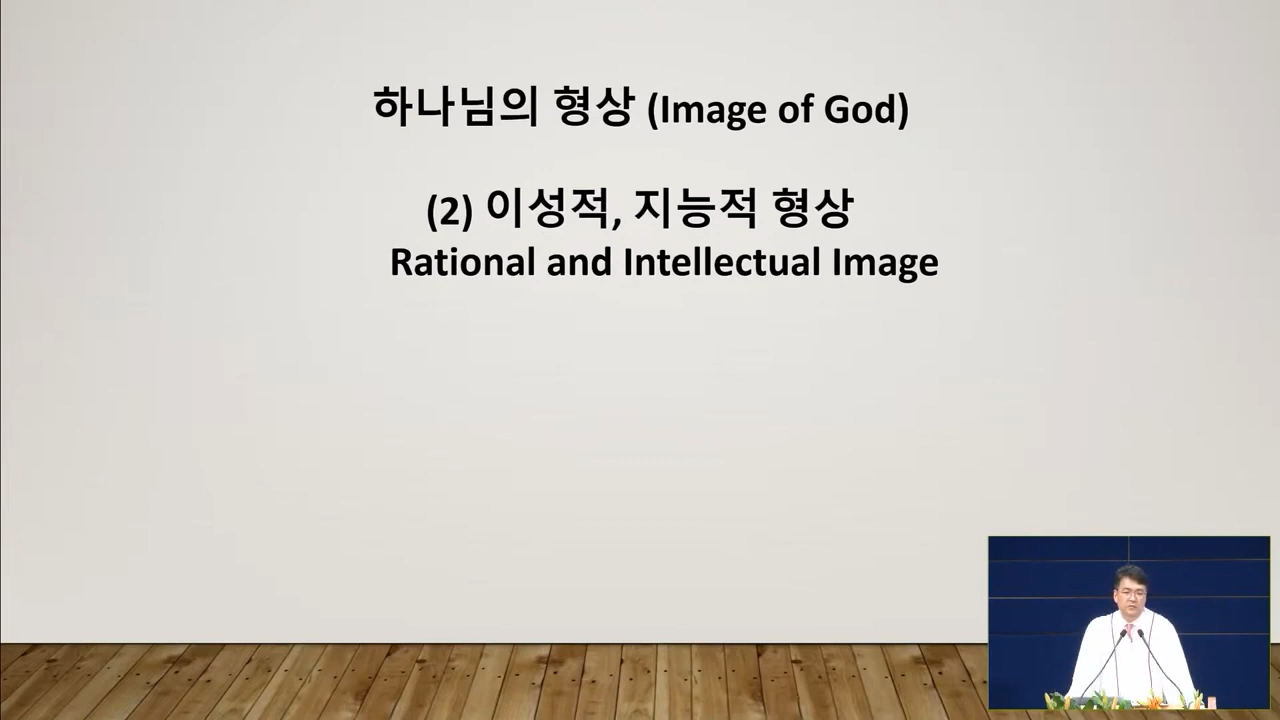 하나님의 형상 (Image of God)
(2) 이성적, 지능적 형상
Rational and Intellectual Image